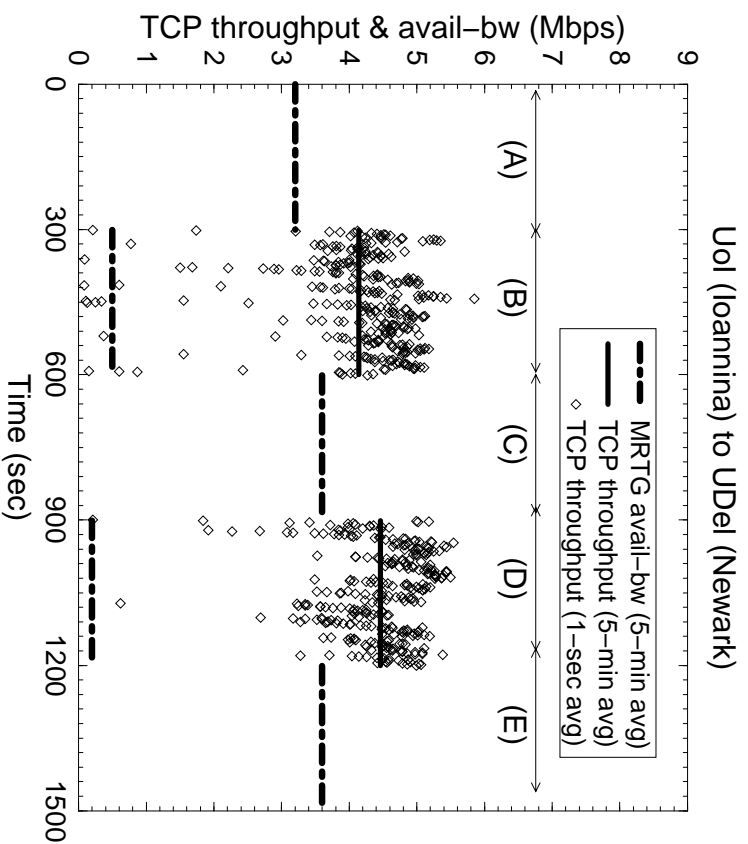 UoI (Ioannina) to UDel (Newark)
TCP throughput & avail−bw (Mbps)
9
8
7
6
5
4
3
2
1
0
(A)
(B)
(C)
(D)
(E)
MRTG avail−bw (5−min avg)
TCP throughput (5−min avg)
TCP throughput (1−sec avg)
0
300
600
900
1200
1500
Time (sec)